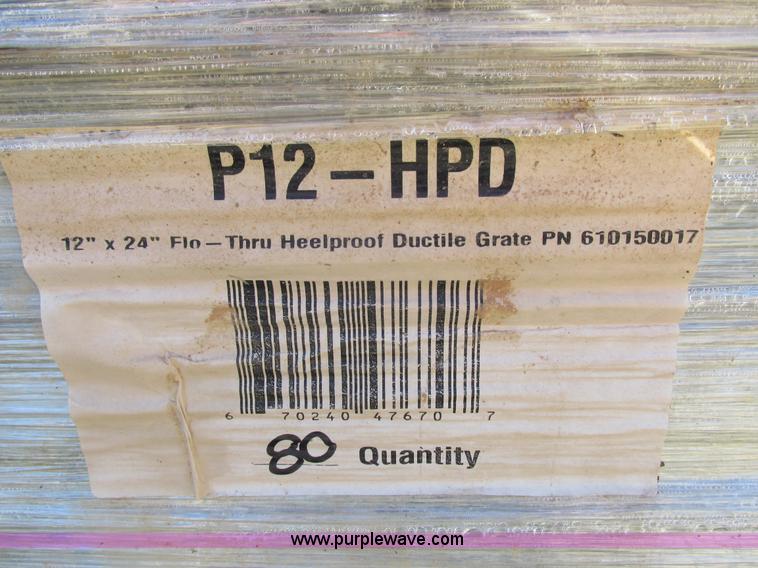 P12-HPD
12" x 24" Flo-Thru Heelproof Ductile Grate PN 610150017
6 70240 47670 7
80 Quantity
www.purplewave.com